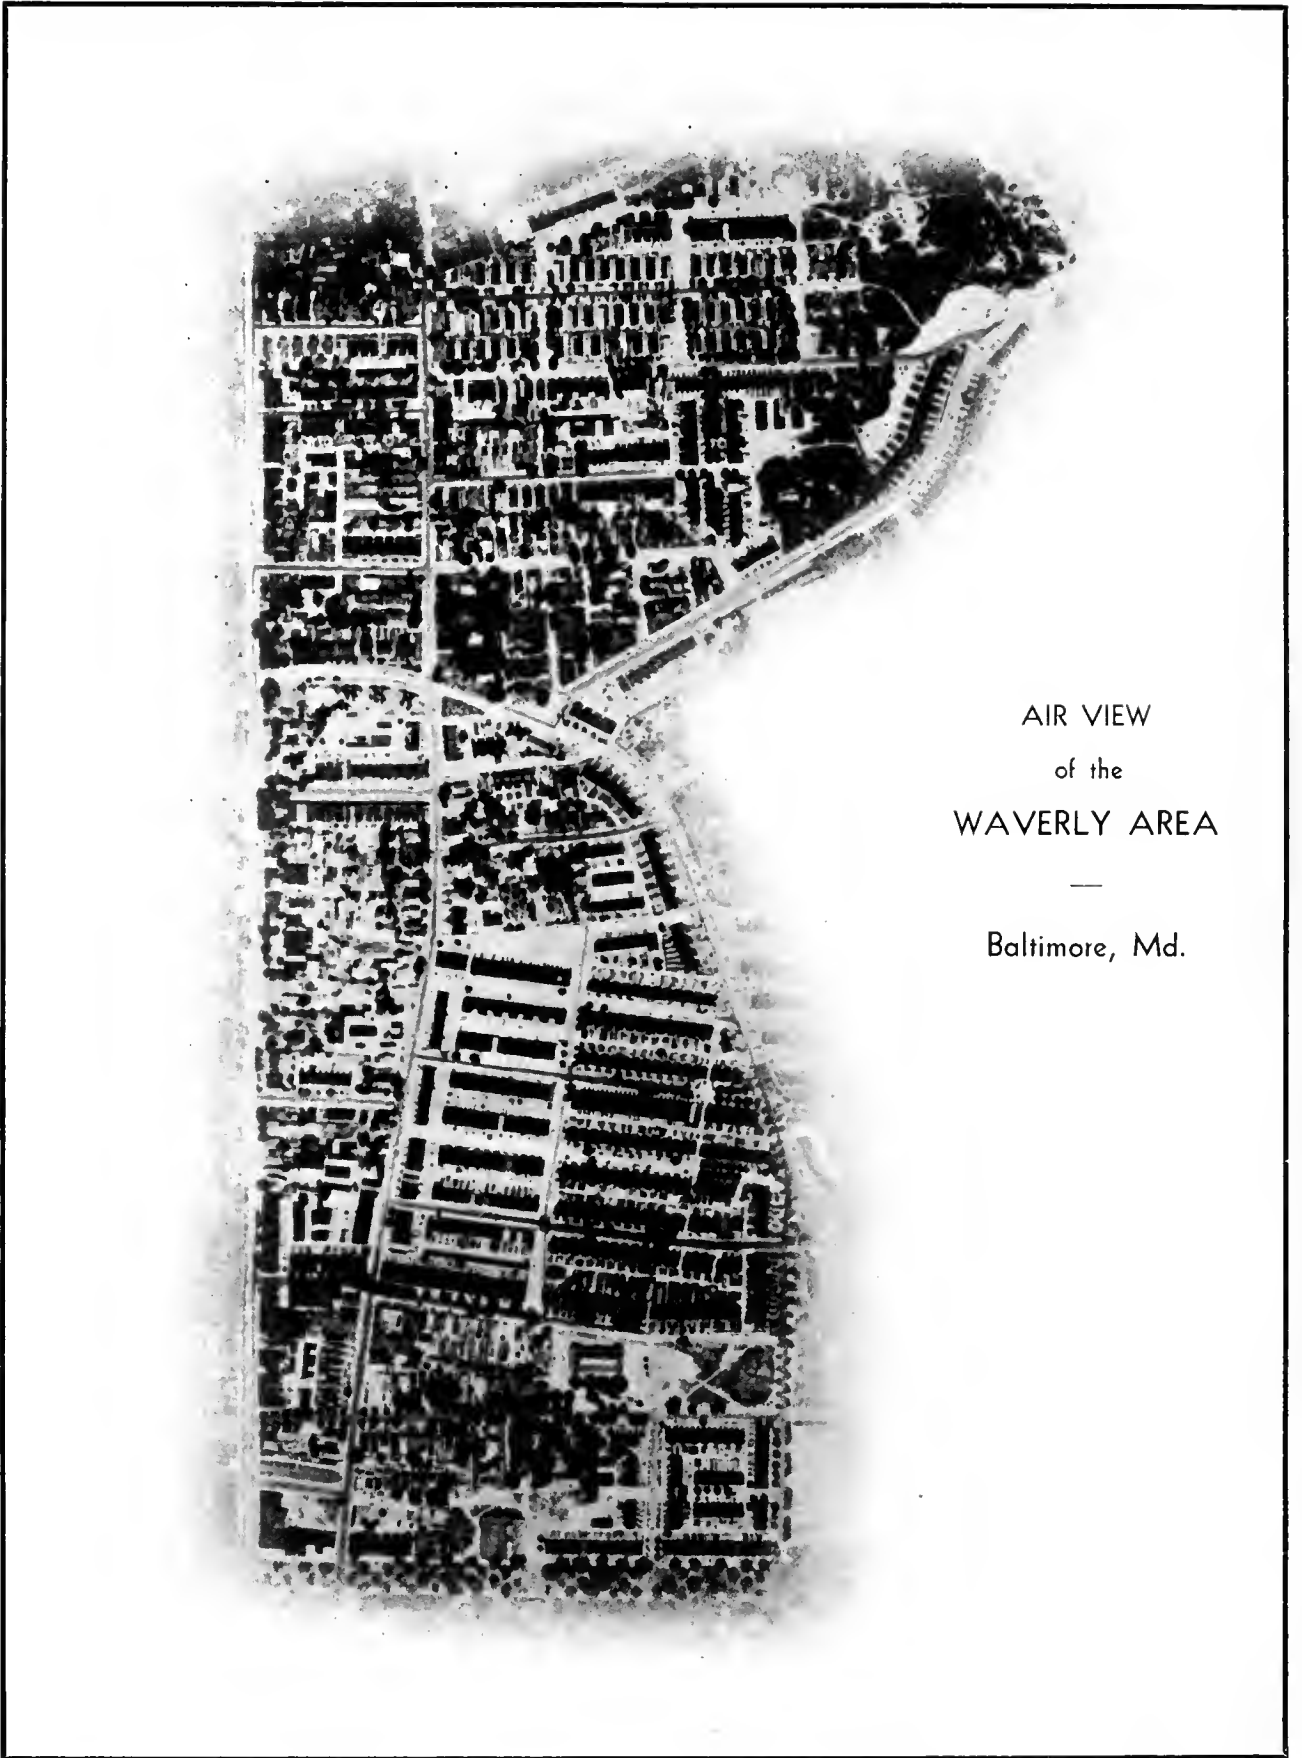 AIR VIEW
of the
WAVERLY AREA
—
Baltimore, Md.